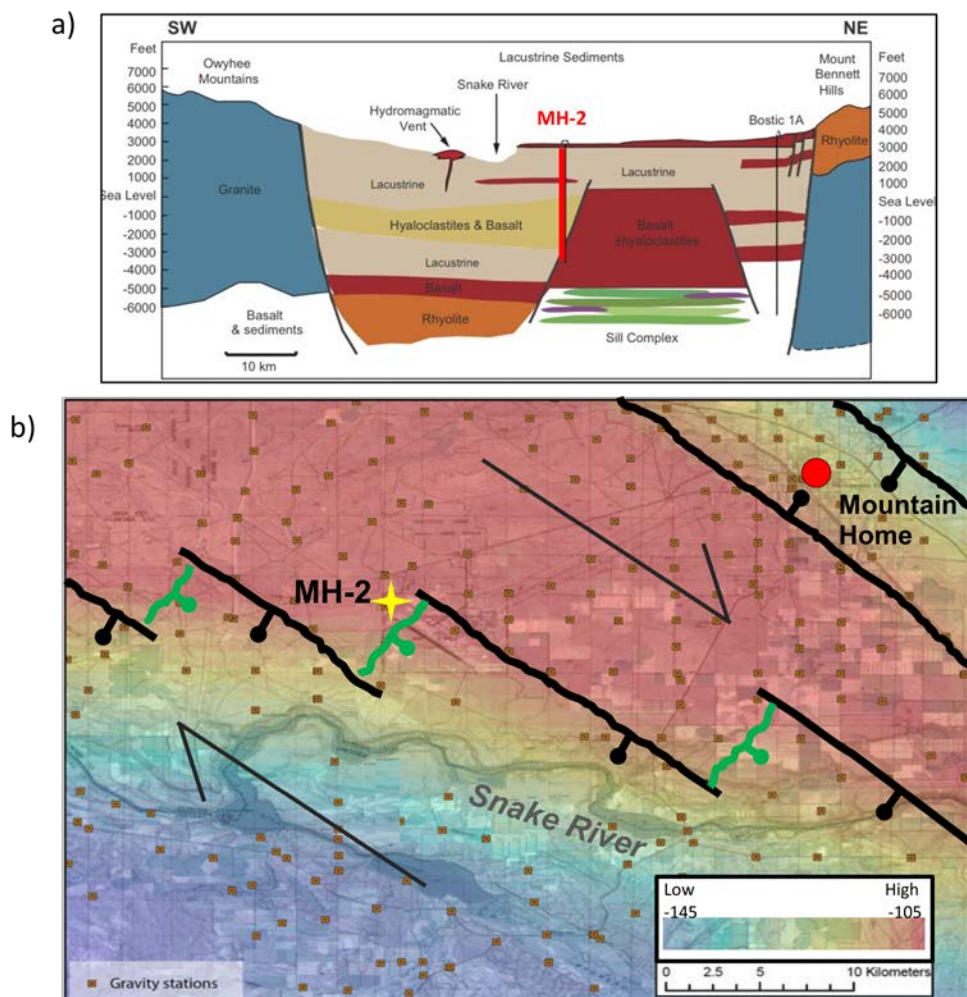 a)
SW
NE
Feet
Owyhee
Mountains
Lacustrine Sediments
Snake River
Hydromagmatic
Vent
MH-2
Bostic 1A
Mount
Bennett
Hills
Feet
7000
6000
5000
4000
3000
2000
1000
Sea Level
-1000
-2000
-3000
-4000
-5000
-6000
Granite
Lacustrine
Hyaloclastites & Basalt
Lacustrine
Basalt
Rhyolite
Basalt
& sediments
10 km
Lacustrine
Basalt
±hyaloclastites
Sill Complex
Rhyolite
7000
6000
5000
4000
3000
2000
1000
Sea Level
-1000
-2000
-3000
-4000
-5000
-6000
b)
Mountain
Home
MH-2
Snake River
Low
High
-145
-105
0 2.5 5 10 Kilometers
Gravity stations